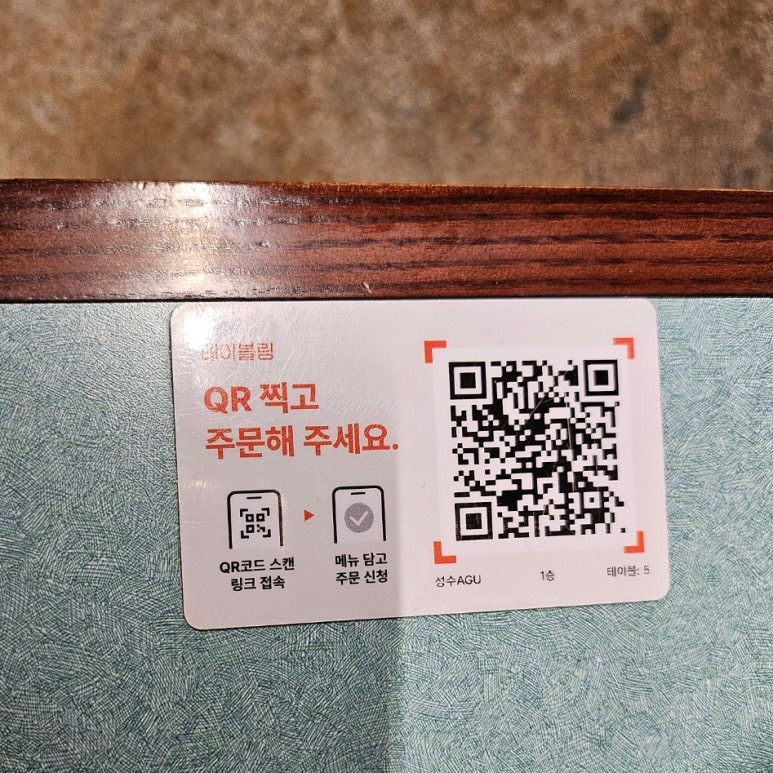 테이블링
QR 찍고
주문해 주세요.
QR코드 스캔
링크 접속
메뉴 담고
주문 신청
성수AGU 1층 테이블: 5